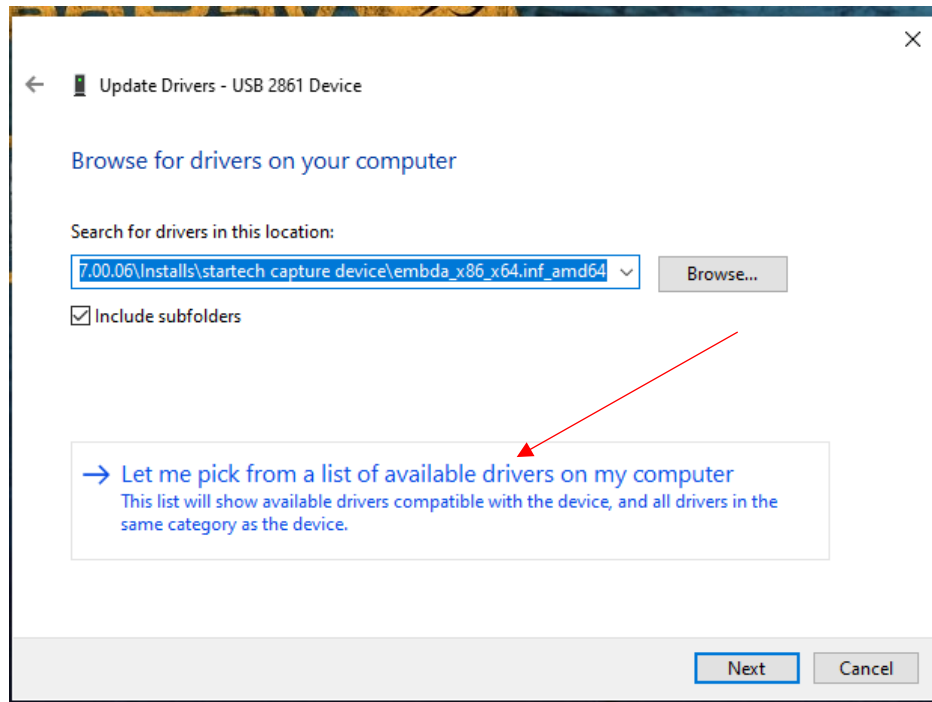 Update Drivers - USB 2861 Device
Browse for drivers on your computer
Search for drivers in this location:
7.00.06\Installs\startech capture device\embda_x86_x64.inf_amd64
Browse...
Include subfolders
Let me pick from a list of available drivers on my computer
This list will show available drivers compatible with the device, and all drivers in the
same category as the device.
Next
Cancel